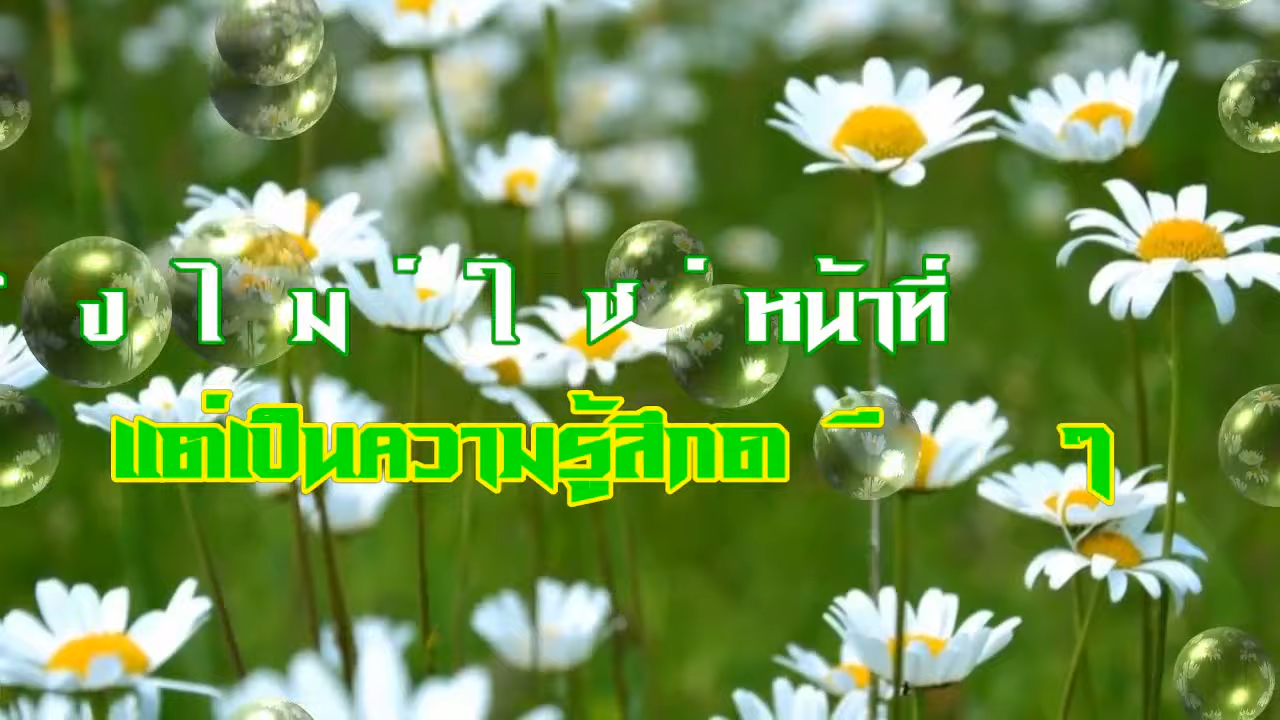 ง ไ ม ่ ใ ช ่ หน้าที่
แต่เป็นความรู้สึกด ี ๆ